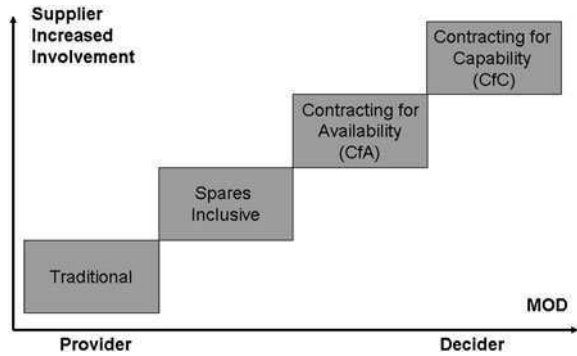 Supplier
Increased
Involvement
Contracting for
Capability
(CfC)
Contracting for
Availability
(CfA)
Spares
Inclusive
Traditional
MOD
Provider
Decider